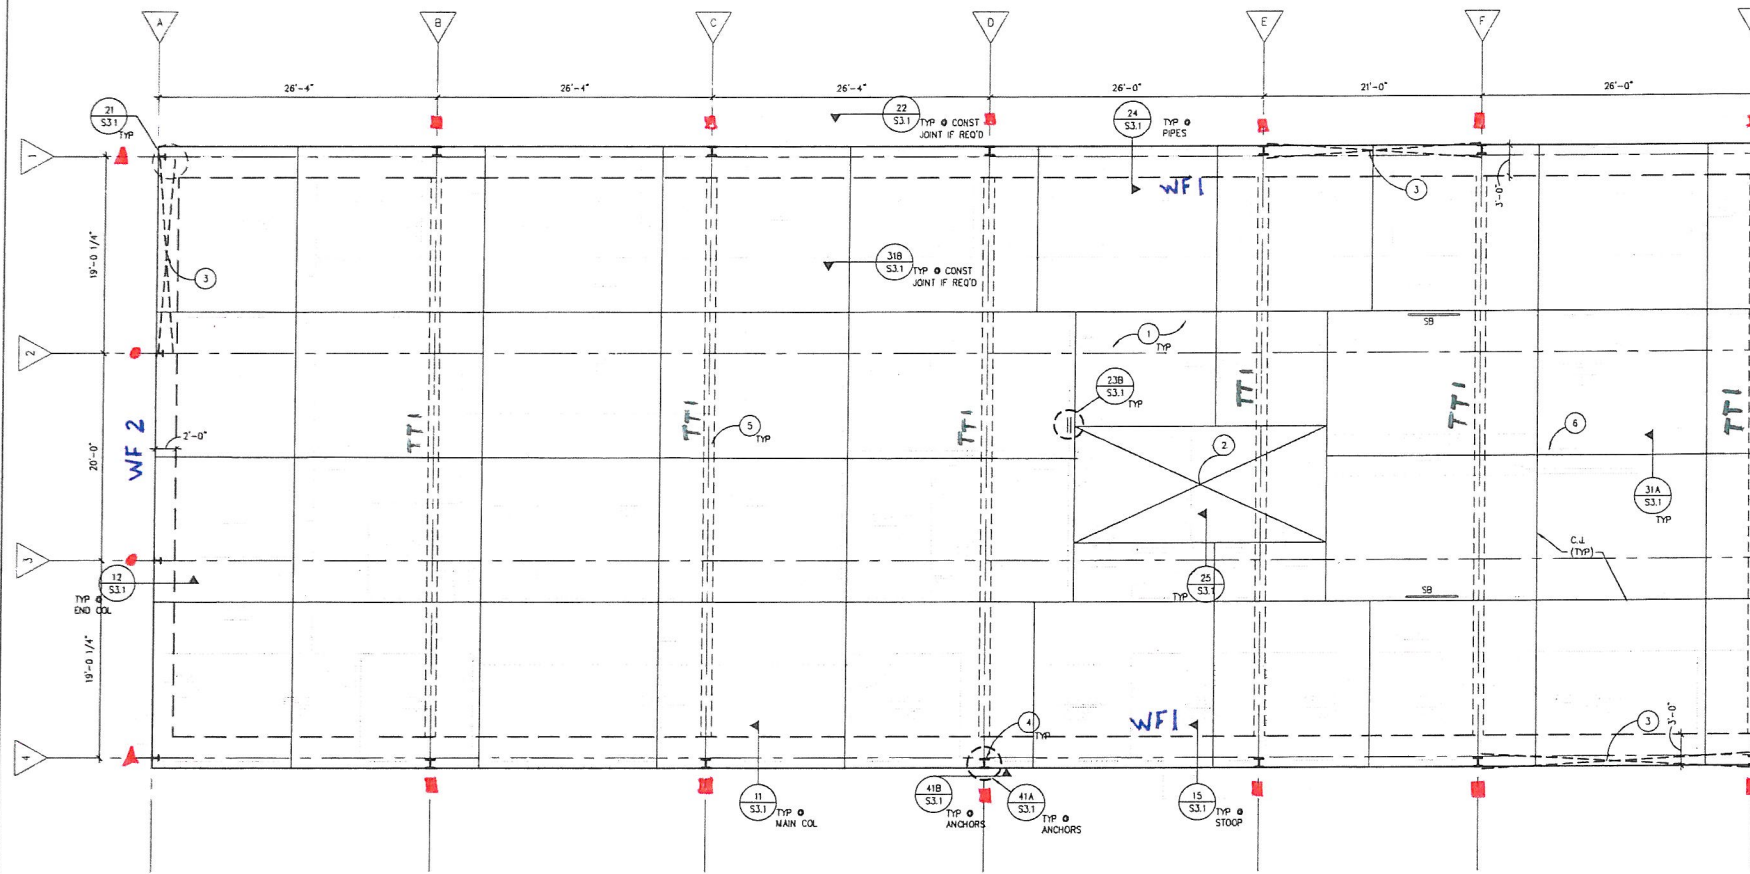 A
B
C
D
E
F
26'-4"
26'-4"
26'-4"
26'-0"
21'-0"
26'-0"
21
S3.1
TYP
22
S3.1
TYP @ CONST
JOINT IF REQ'D
24
S3.1
TYP @
PIPES
1
WF1
3
3'-0"
19'-0 1/4"
3
31B
S3.1
TYP @ CONST
JOINT IF REQ'D
SB
1
TYP
2
23B
S3.1
TYP
TT1
TT1
TT1
TT1
TT1
TT1
5
TYP
6
2'-0"
WF 2
20'-0"
2
31A
S3.1
TYP
C.J.
(TYP)
3
12
S3.1
TYP @
END COL
25
S3.1
TYP
SB
19'-0 1/4"
WF1
4
TYP
3
3'-0"
4
11
S3.1
TYP @
MAIN COL
41B
S3.1
TYP @
ANCHORS
41A
S3.1
TYP @
ANCHORS
15
S3.1
TYP @
STOOP